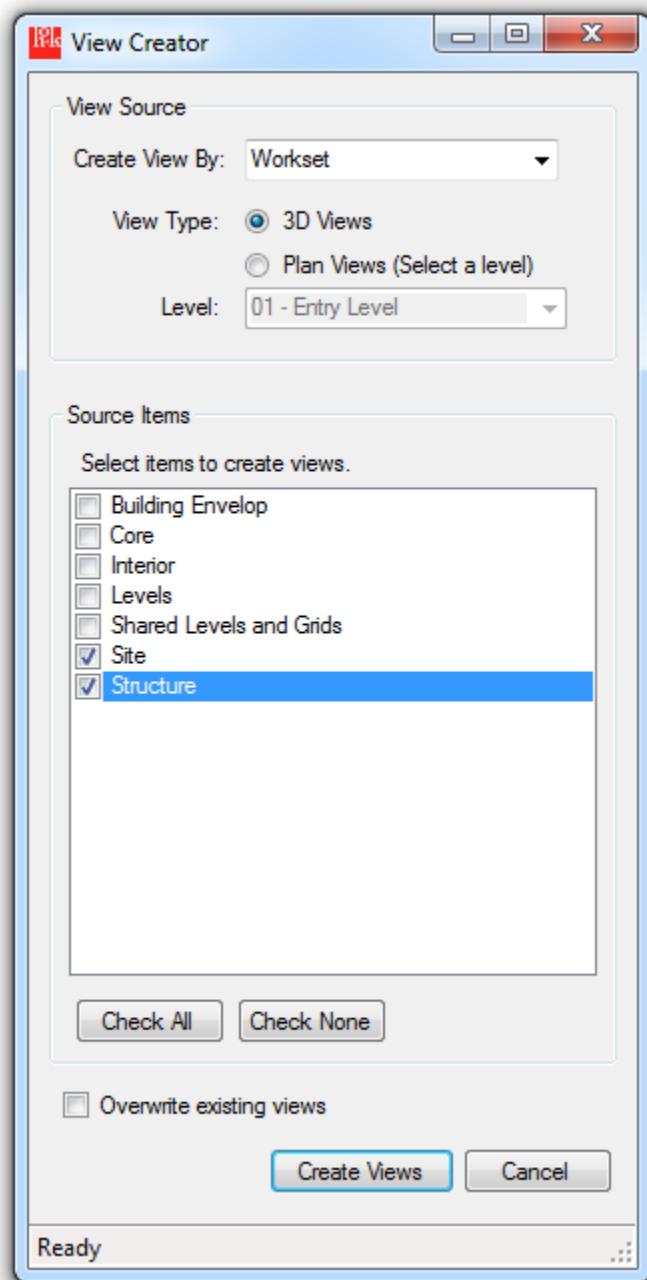 View Creator
View Source
Create View By: Workset
View Type: 3D Views
Plan Views (Select a level)
Level: 01 - Entry Level
Source Items
Select items to create views.
Building Envelop
Core
Interior
Levels
Shared Levels and Grids
Site
Structure
Check All Check None
Overwrite existing views
Create Views Cancel
Ready